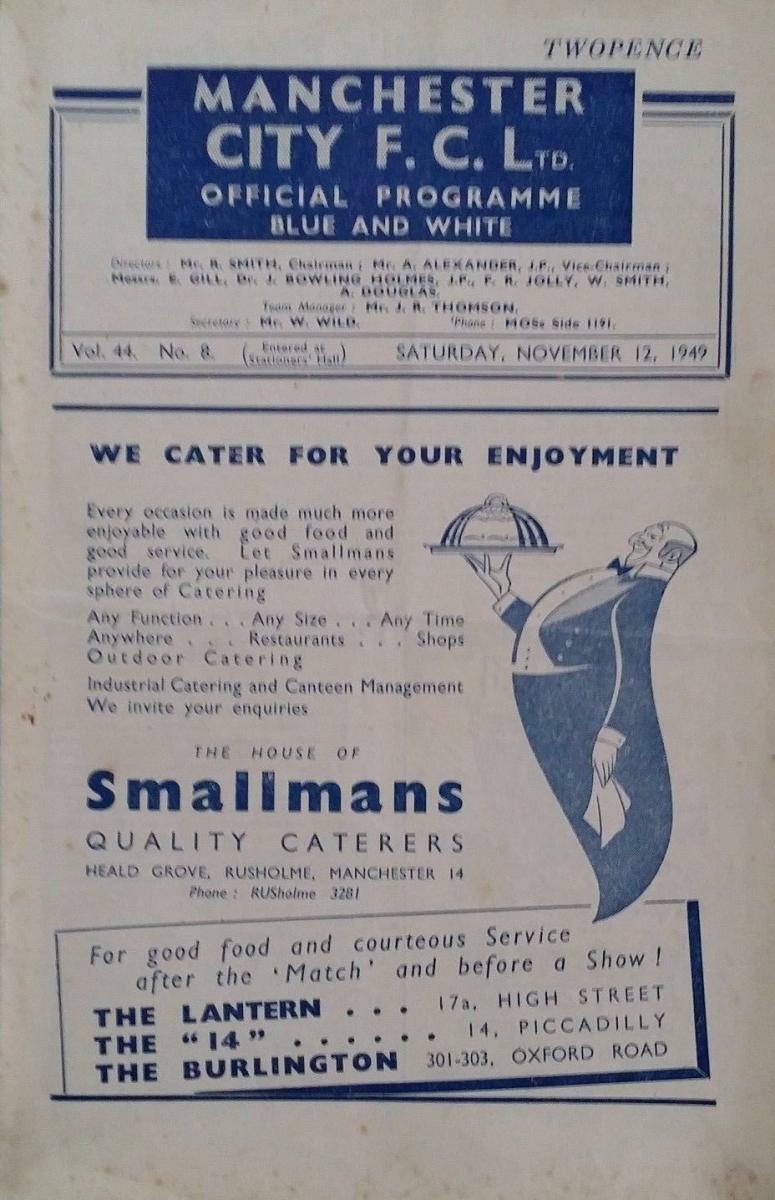 TWOPENCE
MANCHESTER
CITY F. C. LTD.
OFFICIAL PROGRAMME
BLUE AND WHITE
Directors : Mr. R. SMITH, Chairman ; Mr. A. ALEXANDER, J.P., Vice-Chairman ;
Messrs. E. GILL, Dr. J. BOWLING HOLMES, J.P., F. R. JOLLY, W. SMITH,
A. DOUGLAS.
Team Manager : Mr. J. R. THOMSON.
Secretary : Mr. W. WILD. 'Phone : MOSs Side 1191.
Vol. 44. No. 8. (Entered at Stationers' Hall) SATURDAY, NOVEMBER 12, 1949
WE CATER FOR YOUR ENJOYMENT
Every occasion is made much more
enjoyable with good food and
good service. Let Smallmans
provide for your pleasure in every
sphere of Catering
Any Function . . . Any Size . . . Any Time
Anywhere . . . Restaurants . . . Shops
Outdoor Catering
Industrial Catering and Canteen Management
We invite your enquiries
THE HOUSE OF
Smallmans
QUALITY CATERERS
HEALD GROVE, RUSHOLME, MANCHESTER 14
Phone : RUSholme 3281
For good food and courteous Service
after the 'Match' and before a Show !
THE LANTERN . . . 17a, HIGH STREET
THE "14" . . . . . . 14, PICCADILLY
THE BURLINGTON 301-303, OXFORD ROAD